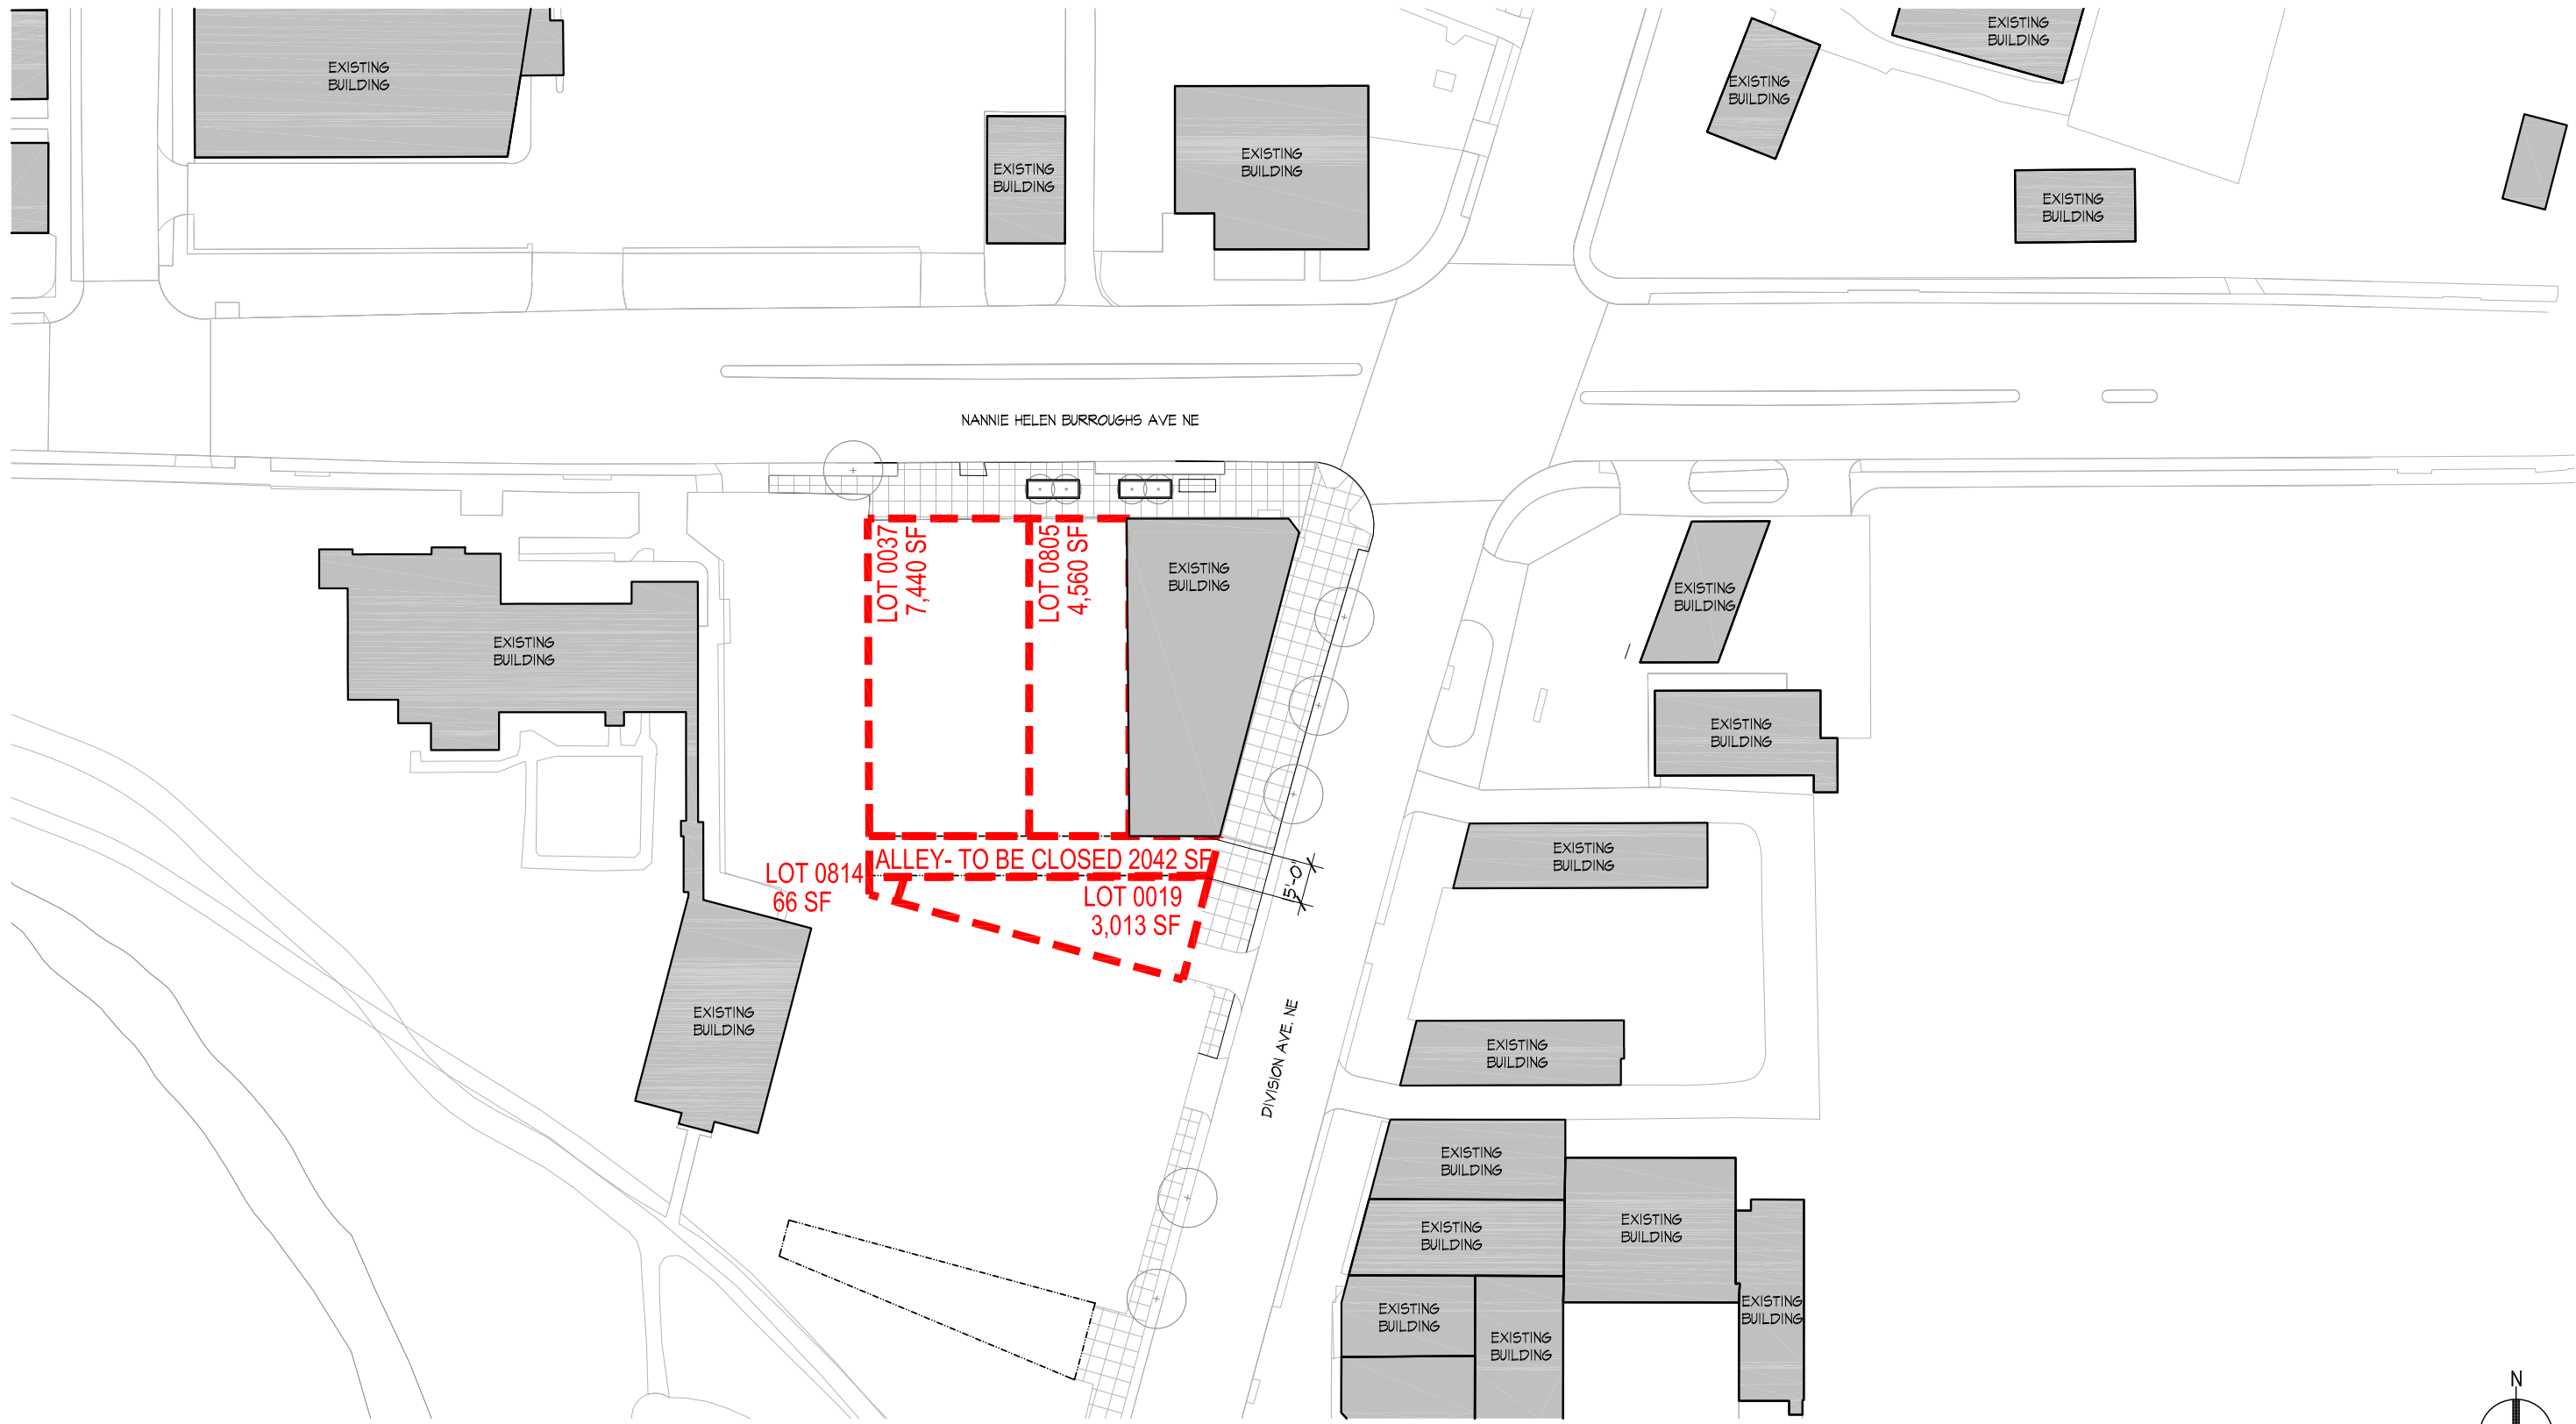 EXISTING
BUILDING
EXISTING
BUILDING
EXISTING
BUILDING
EXISTING
BUILDING
EXISTING
BUILDING
EXISTING
BUILDING
EXISTING
BUILDING
NANNIE HELEN BURROUGHS AVE NE
LOT 0037
7,440 SF
LOT 0805
4,560 SF
EXISTING
BUILDING
EXISTING
BUILDING
EXISTING
BUILDING
EXISTING
BUILDING
ALLEY- TO BE CLOSED 2042 SF
LOT 0814
66 SF
LOT 0019
3,013 SF
5'-0"
EXISTING
BUILDING
EXISTING
BUILDING
EXISTING
BUILDING
DIVISION AVE. NE
EXISTING
BUILDING
EXISTING
BUILDING
EXISTING
BUILDING
EXISTING
BUILDING
EXISTING
BUILDING
EXISTING
BUILDING
N